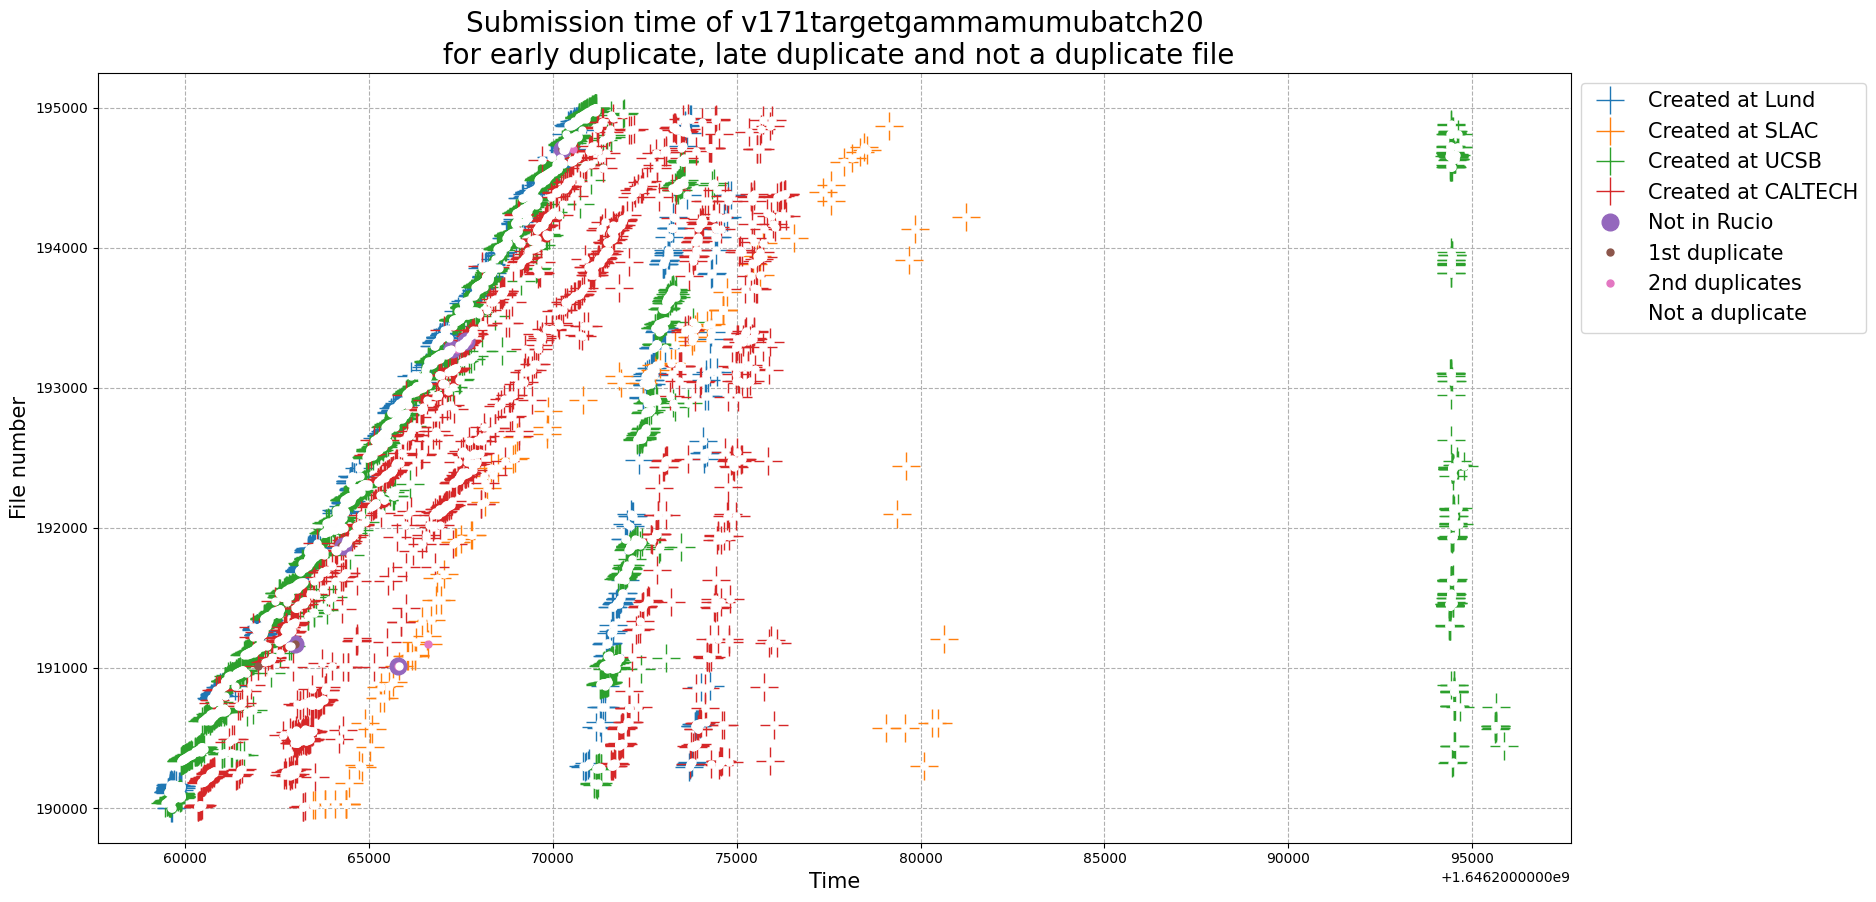 Submission time of v171targetgammamumubatch20
for early duplicate, late duplicate and not a duplicate file
195000
194000
193000
192000
191000
190000
File number
60000
65000
70000
75000
80000
85000
90000
95000
+1.6462000000e9
Time
Created at Lund
Created at SLAC
Created at UCSB
Created at CALTECH
Not in Rucio
1st duplicate
2nd duplicates
Not a duplicate